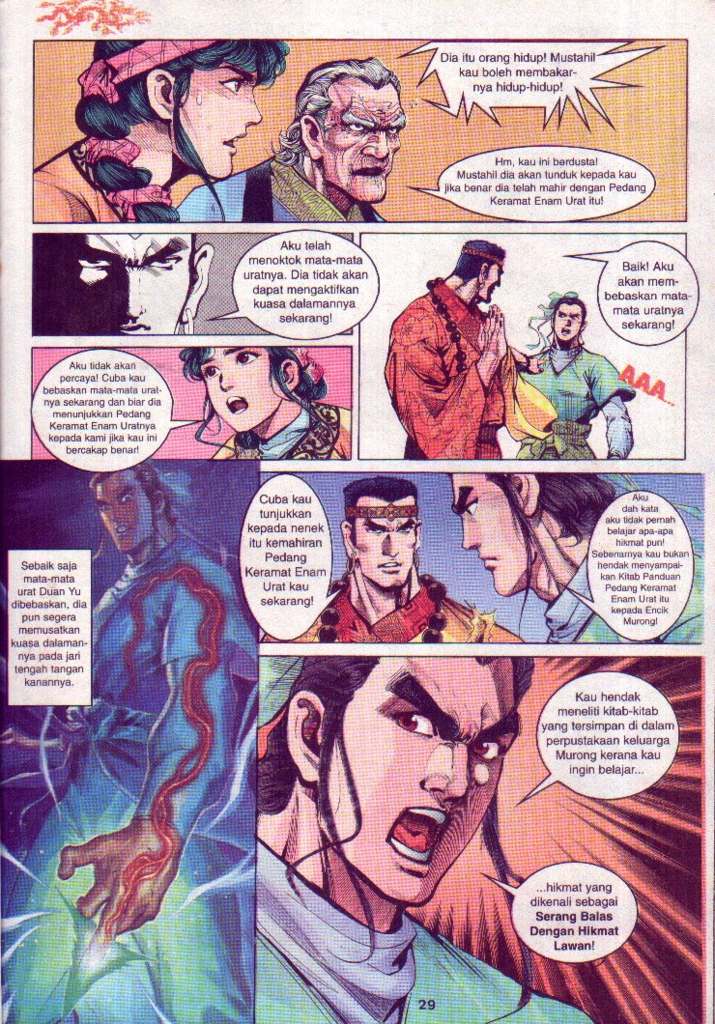 Dia itu orang hidup! Mustahil
kau boleh membakar-
nya hidup-hidup!
Hm, kau ini berdusta!
Mustahil dia akan tunduk kepada kau
jika benar dia telah mahir dengan Pedang
Keramat Enam Urat itu!
Aku telah
menoktok mata-mata
uratnya. Dia tidak akan
dapat mengaktifkan
kuasa dalamannya
sekarang!
Baik! Aku
akan mem-
bebaskan mata-
mata uratnya
sekarang!
AAA...
Aku tidak akan
percaya! Cuba kau
bebaskan mata-mata urat-
nya sekarang dan biar dia
menunjukkan Pedang
Keramat Enam Uratnya
kepada kami jika kau ini
bercakap benar!
Sebaik saja
mata-mata
urat Duan Yu
dibebaskan, dia
pun segera
memusatkan
kuasa dalaman-
nya pada jari
tengah tangan
kanannya.
Cuba kau
tunjukkan
kepada nenek
itu kemahiran
Pedang
Keramat Enam
Urat kau
sekarang!
Aku
dah kata
aku tidak pernah
belajar apa-apa
hikmat pun!
Sebenarnya kau bukan
hendak menyampai-
kan Kitab Panduan
Pedang Keramat
Enam Urat itu
kepada Encik
Murong!
Kau hendak
meneliti kitab-kitab
yang tersimpan di dalam
perpustakaan keluarga
Murong kerana kau
ingin belajar...
...hikmat yang
dikenali sebagai
Serang Balas
Dengan Hikmat
Lawan!
29